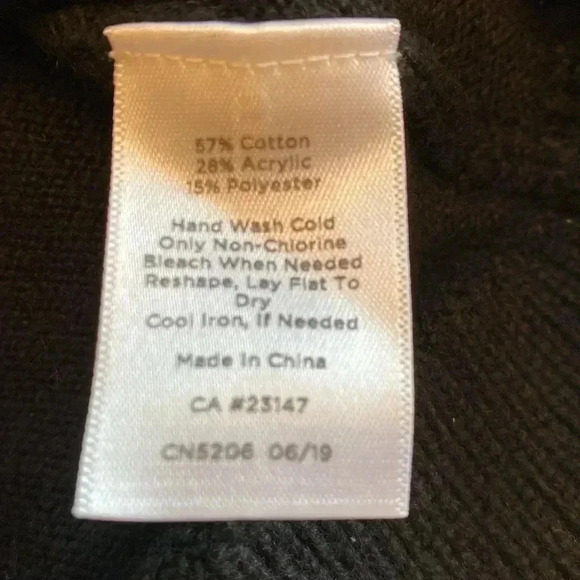 57% Cotton
28% Acrylic
15% Polyester
Hand Wash Cold
Only Non-Chlorine
Bleach When Needed
Reshape, Lay Flat To
Dry
Cool Iron, If Needed
Made In China
CA #23147
CN5206 06/19